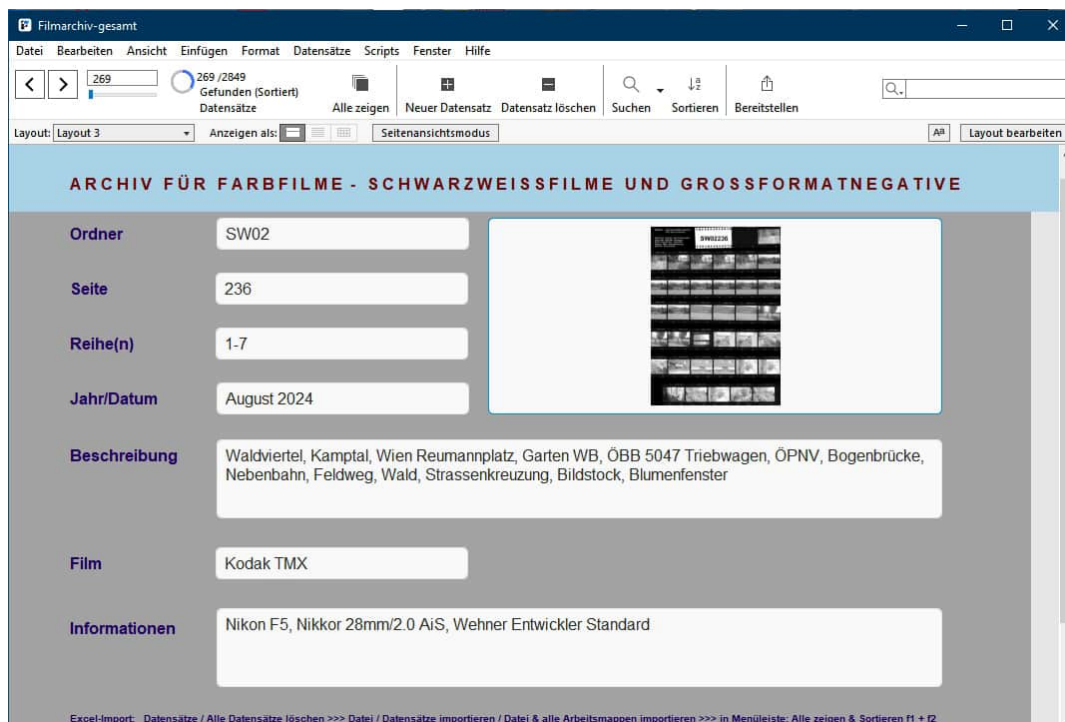 Filmarchiv-gesamt
Datei Bearbeiten Ansicht Einfügen Format Datensätze Scripts Fenster Hilfe
269
269 /2849
Gefunden (Sortiert)
Datensätze
Alle zeigen
Neuer Datensatz
Datensatz löschen
Suchen
Sortieren
Bereitstellen
Layout: Layout 3
Anzeigen als:
Seitenansichtsmodus
Aa
Layout bearbeiten
ARCHIV FÜR FARBFILME - SCHWARZWEISSFILME UND GROSSFORMATNEGATIVE
Ordner SW02
SW02236
Seite 236
Reihe(n) 1-7
Jahr/Datum August 2024
Beschreibung Waldviertel, Kamptal, Wien Reumannplatz, Garten WB, ÖBB 5047 Triebwagen, ÖPNV, Bogenbrücke,
Nebenbahn, Feldweg, Wald, Strassenkreuzung, Bildstock, Blumenfenster
Film Kodak TMX
Informationen Nikon F5, Nikkor 28mm/2.0 AiS, Wehner Entwickler Standard
Excel-Import: Datensätze / Alle Datensätze löschen >>> Datei / Datensätze importieren / Datei & alle Arbeitsmappen importieren >>> in Menüleiste: Alle zeigen & Sortieren f1 + f2